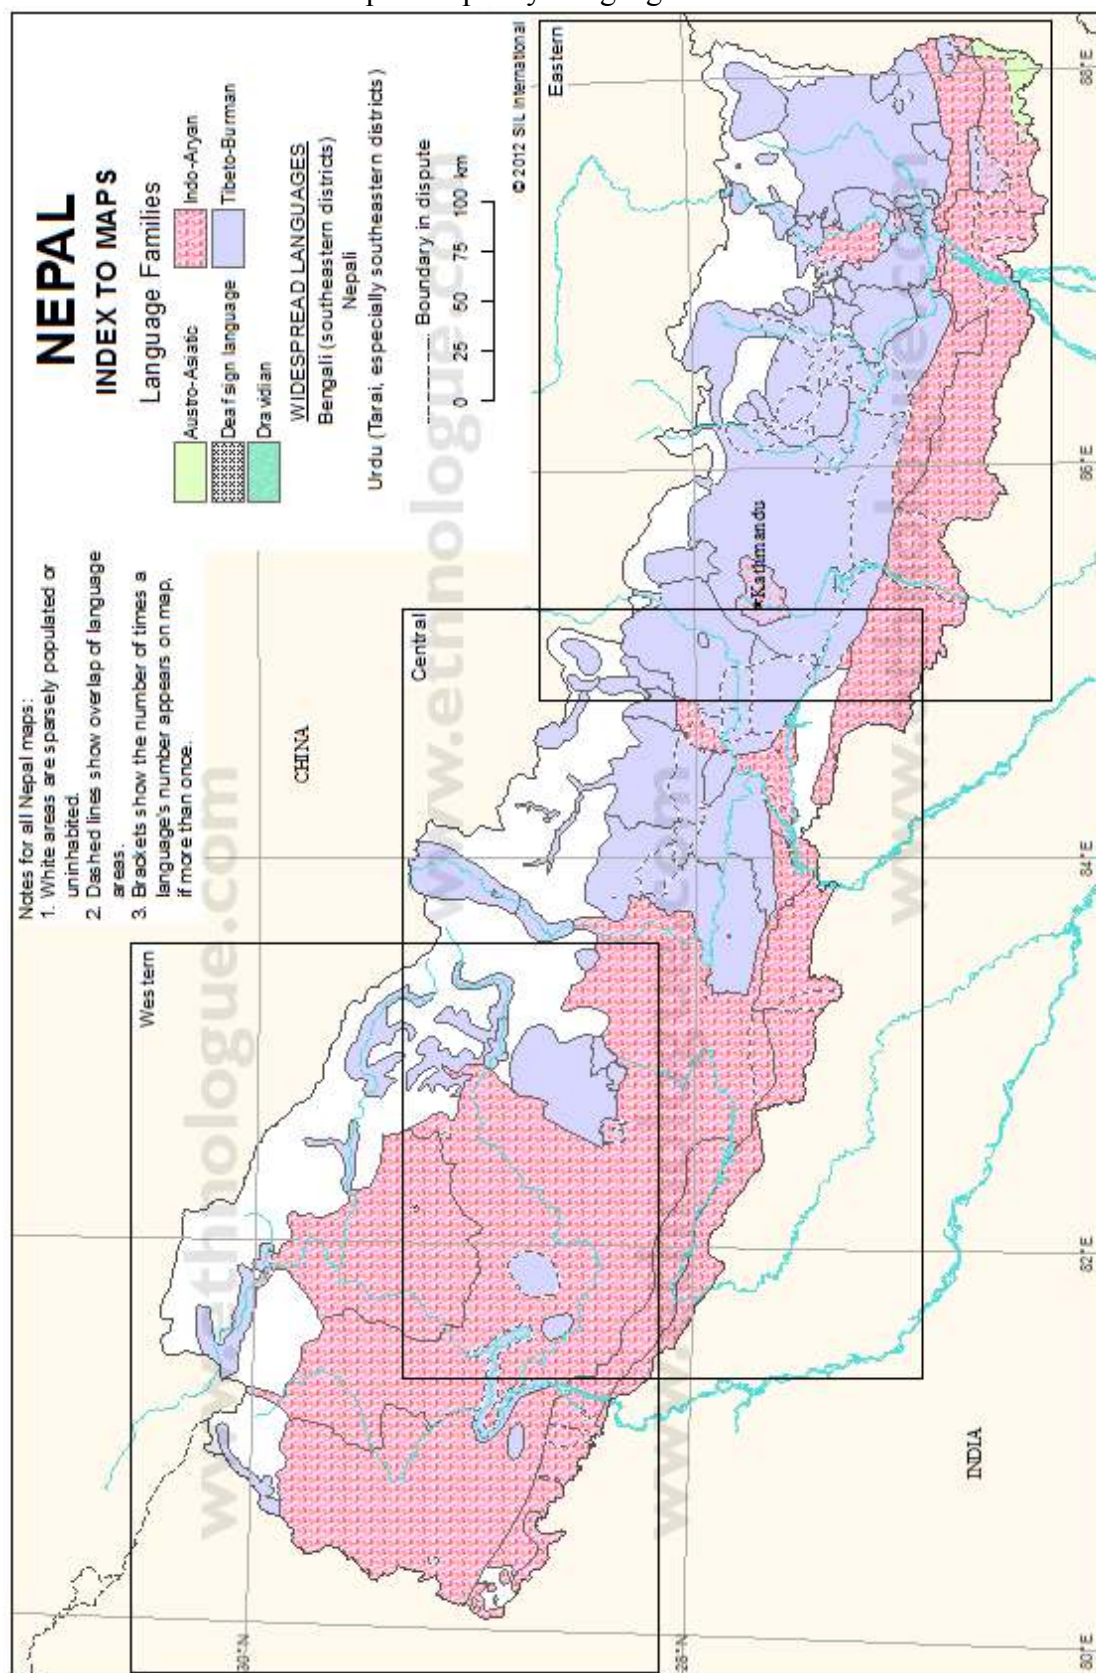 NEPAL
INDEX TO MAPS
Language Families
Austro-Asiatic
Deaf sign language
Dravidian
Indo-Aryan
Tibeto-Burman
WIDESPREAD LANGUAGES
Bengali (southeastern districts)
Nepali
Urdu (Tarai, especially southeastern districts)
Boundary in dispute
0 25 50 75 100 km
© 2012 SIL International
Notes for all Nepal maps:
1. White areas are sparsely populated or
uninhabited.
2. Dashed lines show overlap of language
areas.
3. Brackets show the number of times a
language's number appears on map,
if more than once.
CHINA
Western
Central
Eastern
Kathmandu
INDIA
30°N
28°N
80°E
82°E
84°E
86°E
88°E
www.ethnologue.com
www.ethnologue.com